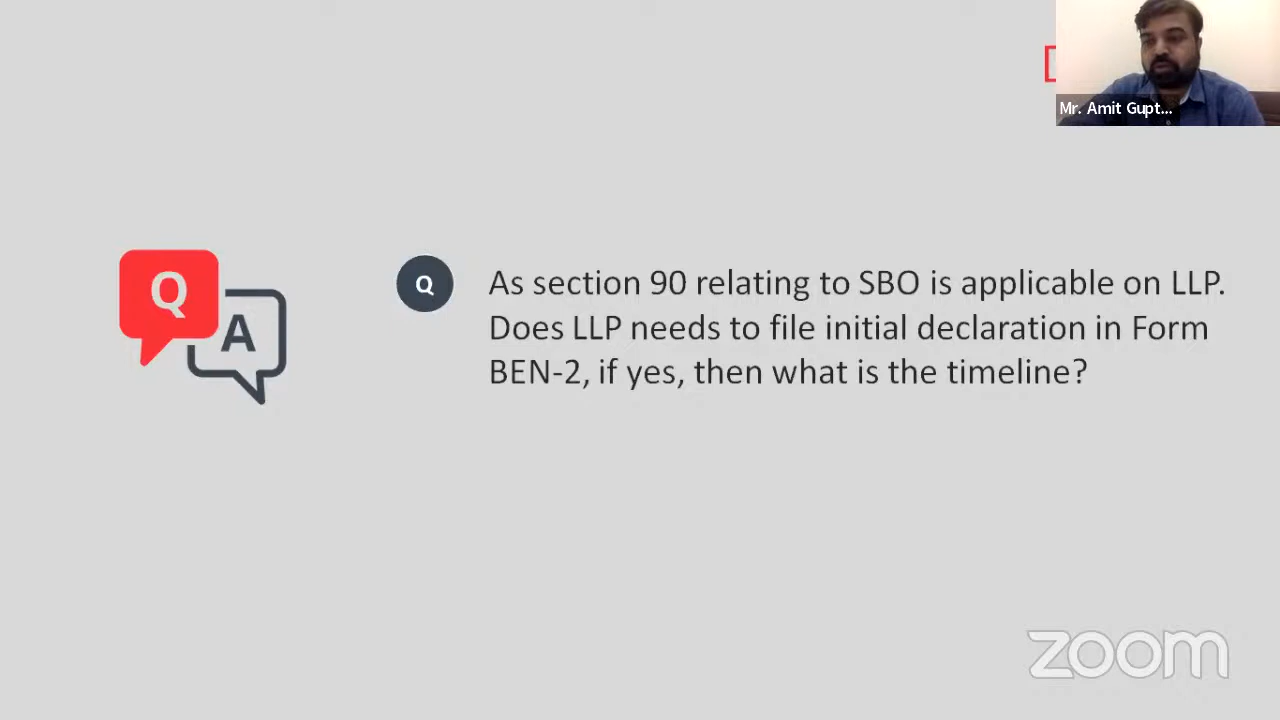 Mr. Amit Gupt...
Q
A
Q
As section 90 relating to SBO is applicable on LLP.
Does LLP needs to file initial declaration in Form
BEN-2, if yes, then what is the timeline?
zoom